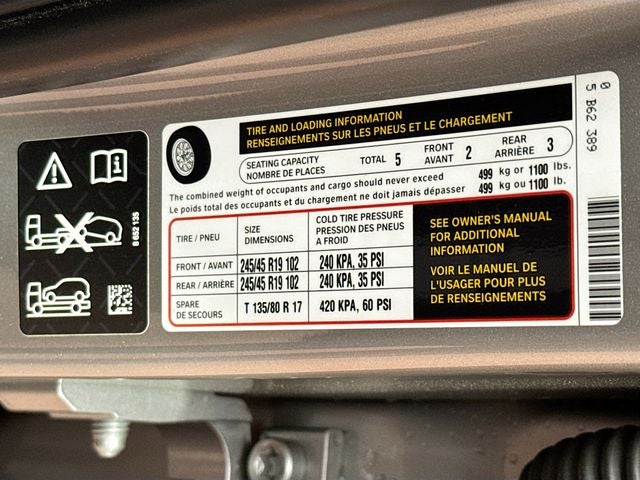 TIRE AND LOADING INFORMATION
RENSEIGNEMENTS SUR LES PNEUS ET LE CHARGEMENT
SEATING CAPACITY
NOMBRE DE PLACES
TOTAL 5
FRONT
AVANT 2
REAR
ARRIÈRE 3
The combined weight of occupants and cargo should never exceed 499 kg or 1100 lbs.
Le poids total des occupants et du chargement ne doit jamais dépasser 499 kg ou 1100 lb.
TIRE / PNEU
SIZE
DIMENSIONS
COLD TIRE PRESSURE
PRESSION DES PNEUS
A FROID
FRONT / AVANT 245/45 R19 102 240 KPA, 35 PSI
REAR / ARRIÈRE 245/45 R19 102 240 KPA, 35 PSI
SPARE
DE SECOURS
T 135/80 R 17 420 KPA, 60 PSI
SEE OWNER'S MANUAL
FOR ADDITIONAL
INFORMATION
VOIR LE MANUEL DE
L'USAGER POUR PLUS
DE RENSEIGNEMENTS
0
5 B62 389
8 652 135